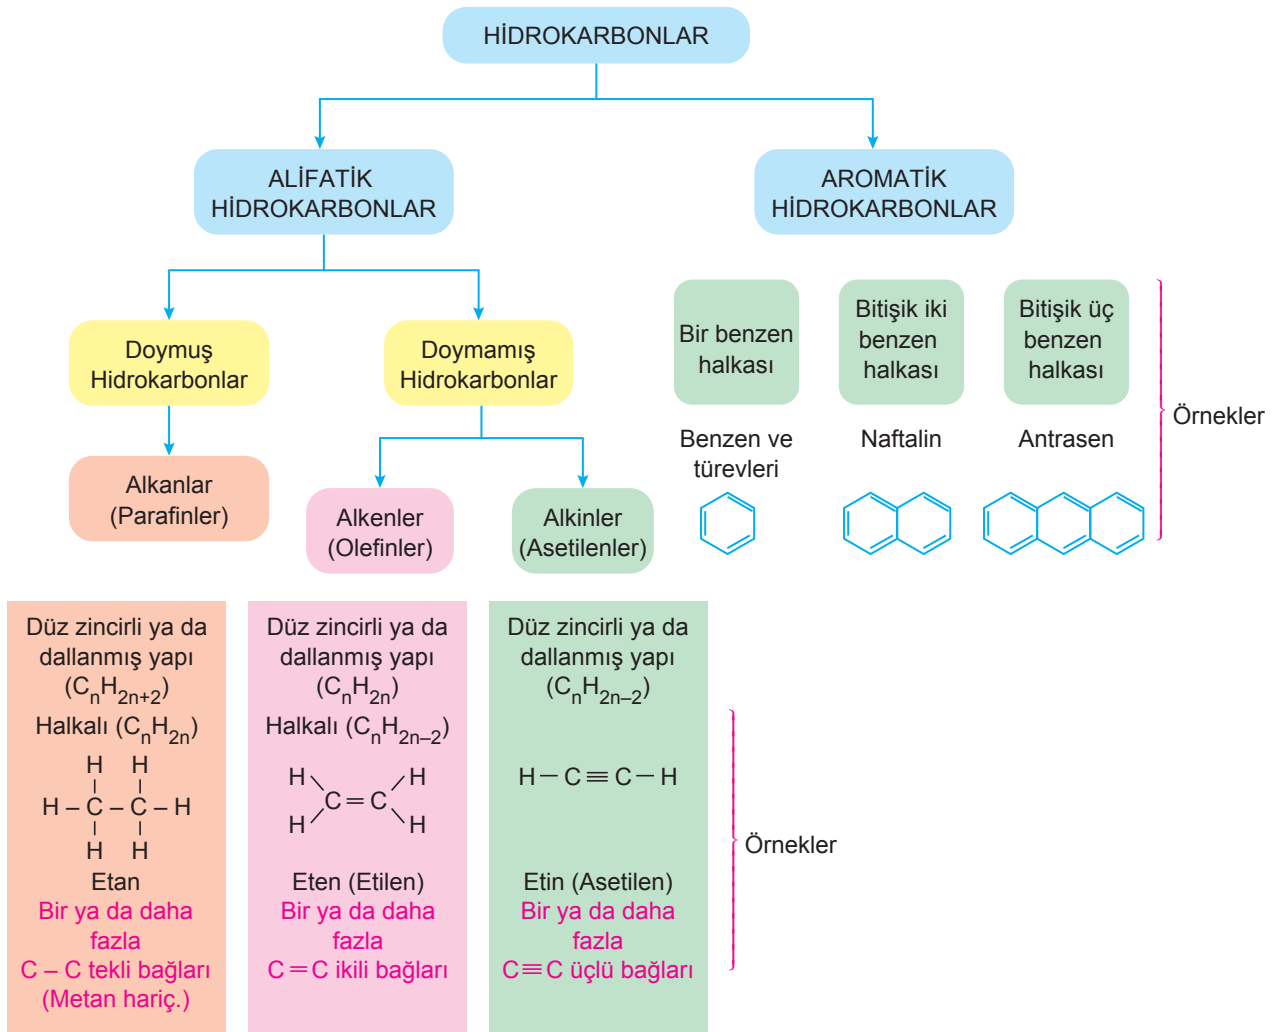 HİDROKARBONLAR
ALİFATİK
HİDROKARBONLAR
AROMATİK
HİDROKARBONLAR
Doymuş
Hidrokarbonlar
Doymamış
Hidrokarbonlar
Bir benzen
halkası
Bitişik iki
benzen
halkası
Bitişik üç
benzen
halkası
Örnekler
Benzen ve
türevleri
Naftalin
Antrasen
Alkanlar
(Parafinler)
Alkenler
(Olefinler)
Alkinler
(Asetilenler)
Düz zincirli ya da
dallanmış yapı
(CnH2n+2)
Halkalı (CnH2n)
H H
H – C – C – H
H H
Etan
Bir ya da daha
fazla
C – C tekli bağları
(Metan hariç.)
Düz zincirli ya da
dallanmış yapı
(CnH2n)
Halkalı (CnH2n–2)
H H
C = C
H H
Eten (Etilen)
Bir ya da daha
fazla
C = C ikili bağları
Düz zincirli ya da
dallanmış yapı
(CnH2n–2)
H – C ≡ C – H
Etin (Asetilen)
Bir ya da daha
fazla
C ≡ C üçlü bağları
Örnekler